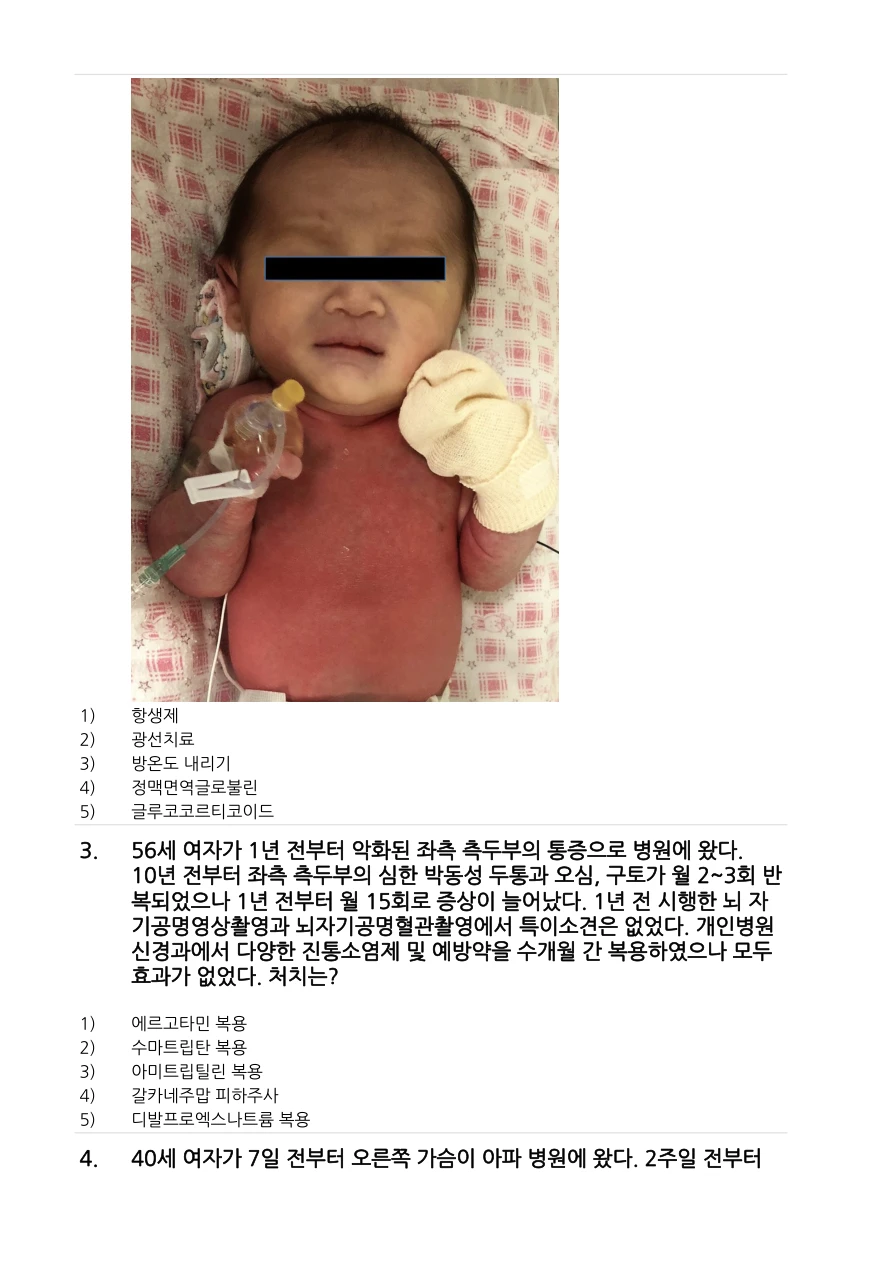 1) 항생제
2) 광선치료
3) 방온도 내리기
4) 정맥면역글로불린
5) 글루코코르티코이드
3. 56세 여자가 1년 전부터 악화된 좌측 측두부의 통증으로 병원에 왔다.
10년 전부터 좌측 측두부의 심한 박동성 두통과 오심, 구토가 월 2~3회 반
복되었으나 1년 전부터 월 15회로 증상이 늘어났다. 1년 전 시행한 뇌 자
기공명영상촬영과 뇌자기공명혈관촬영에서 특이소견은 없었다. 개인병원
신경과에서 다양한 진통소염제 및 예방약을 수개월 간 복용하였으나 모두
효과가 없었다. 처치는?
1) 에르고타민 복용
2) 수마트립탄 복용
3) 아미트립틸린 복용
4) 갈카네주맙 피하주사
5) 디발프로엑스나트륨 복용
4. 40세 여자가 7일 전부터 오른쪽 가슴이 아파 병원에 왔다. 2주일 전부터